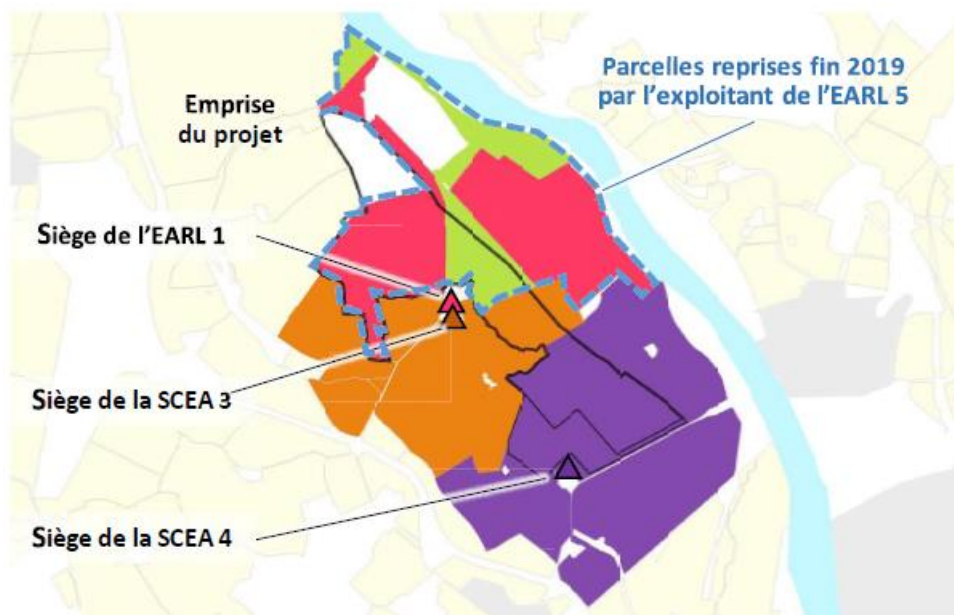 Parcelles reprises fin 2019
par l'exploitant de l'EARL 5
Emprise
du projet
Siège de l'EARL 1
Siège de la SCEA 3
Siège de la SCEA 4